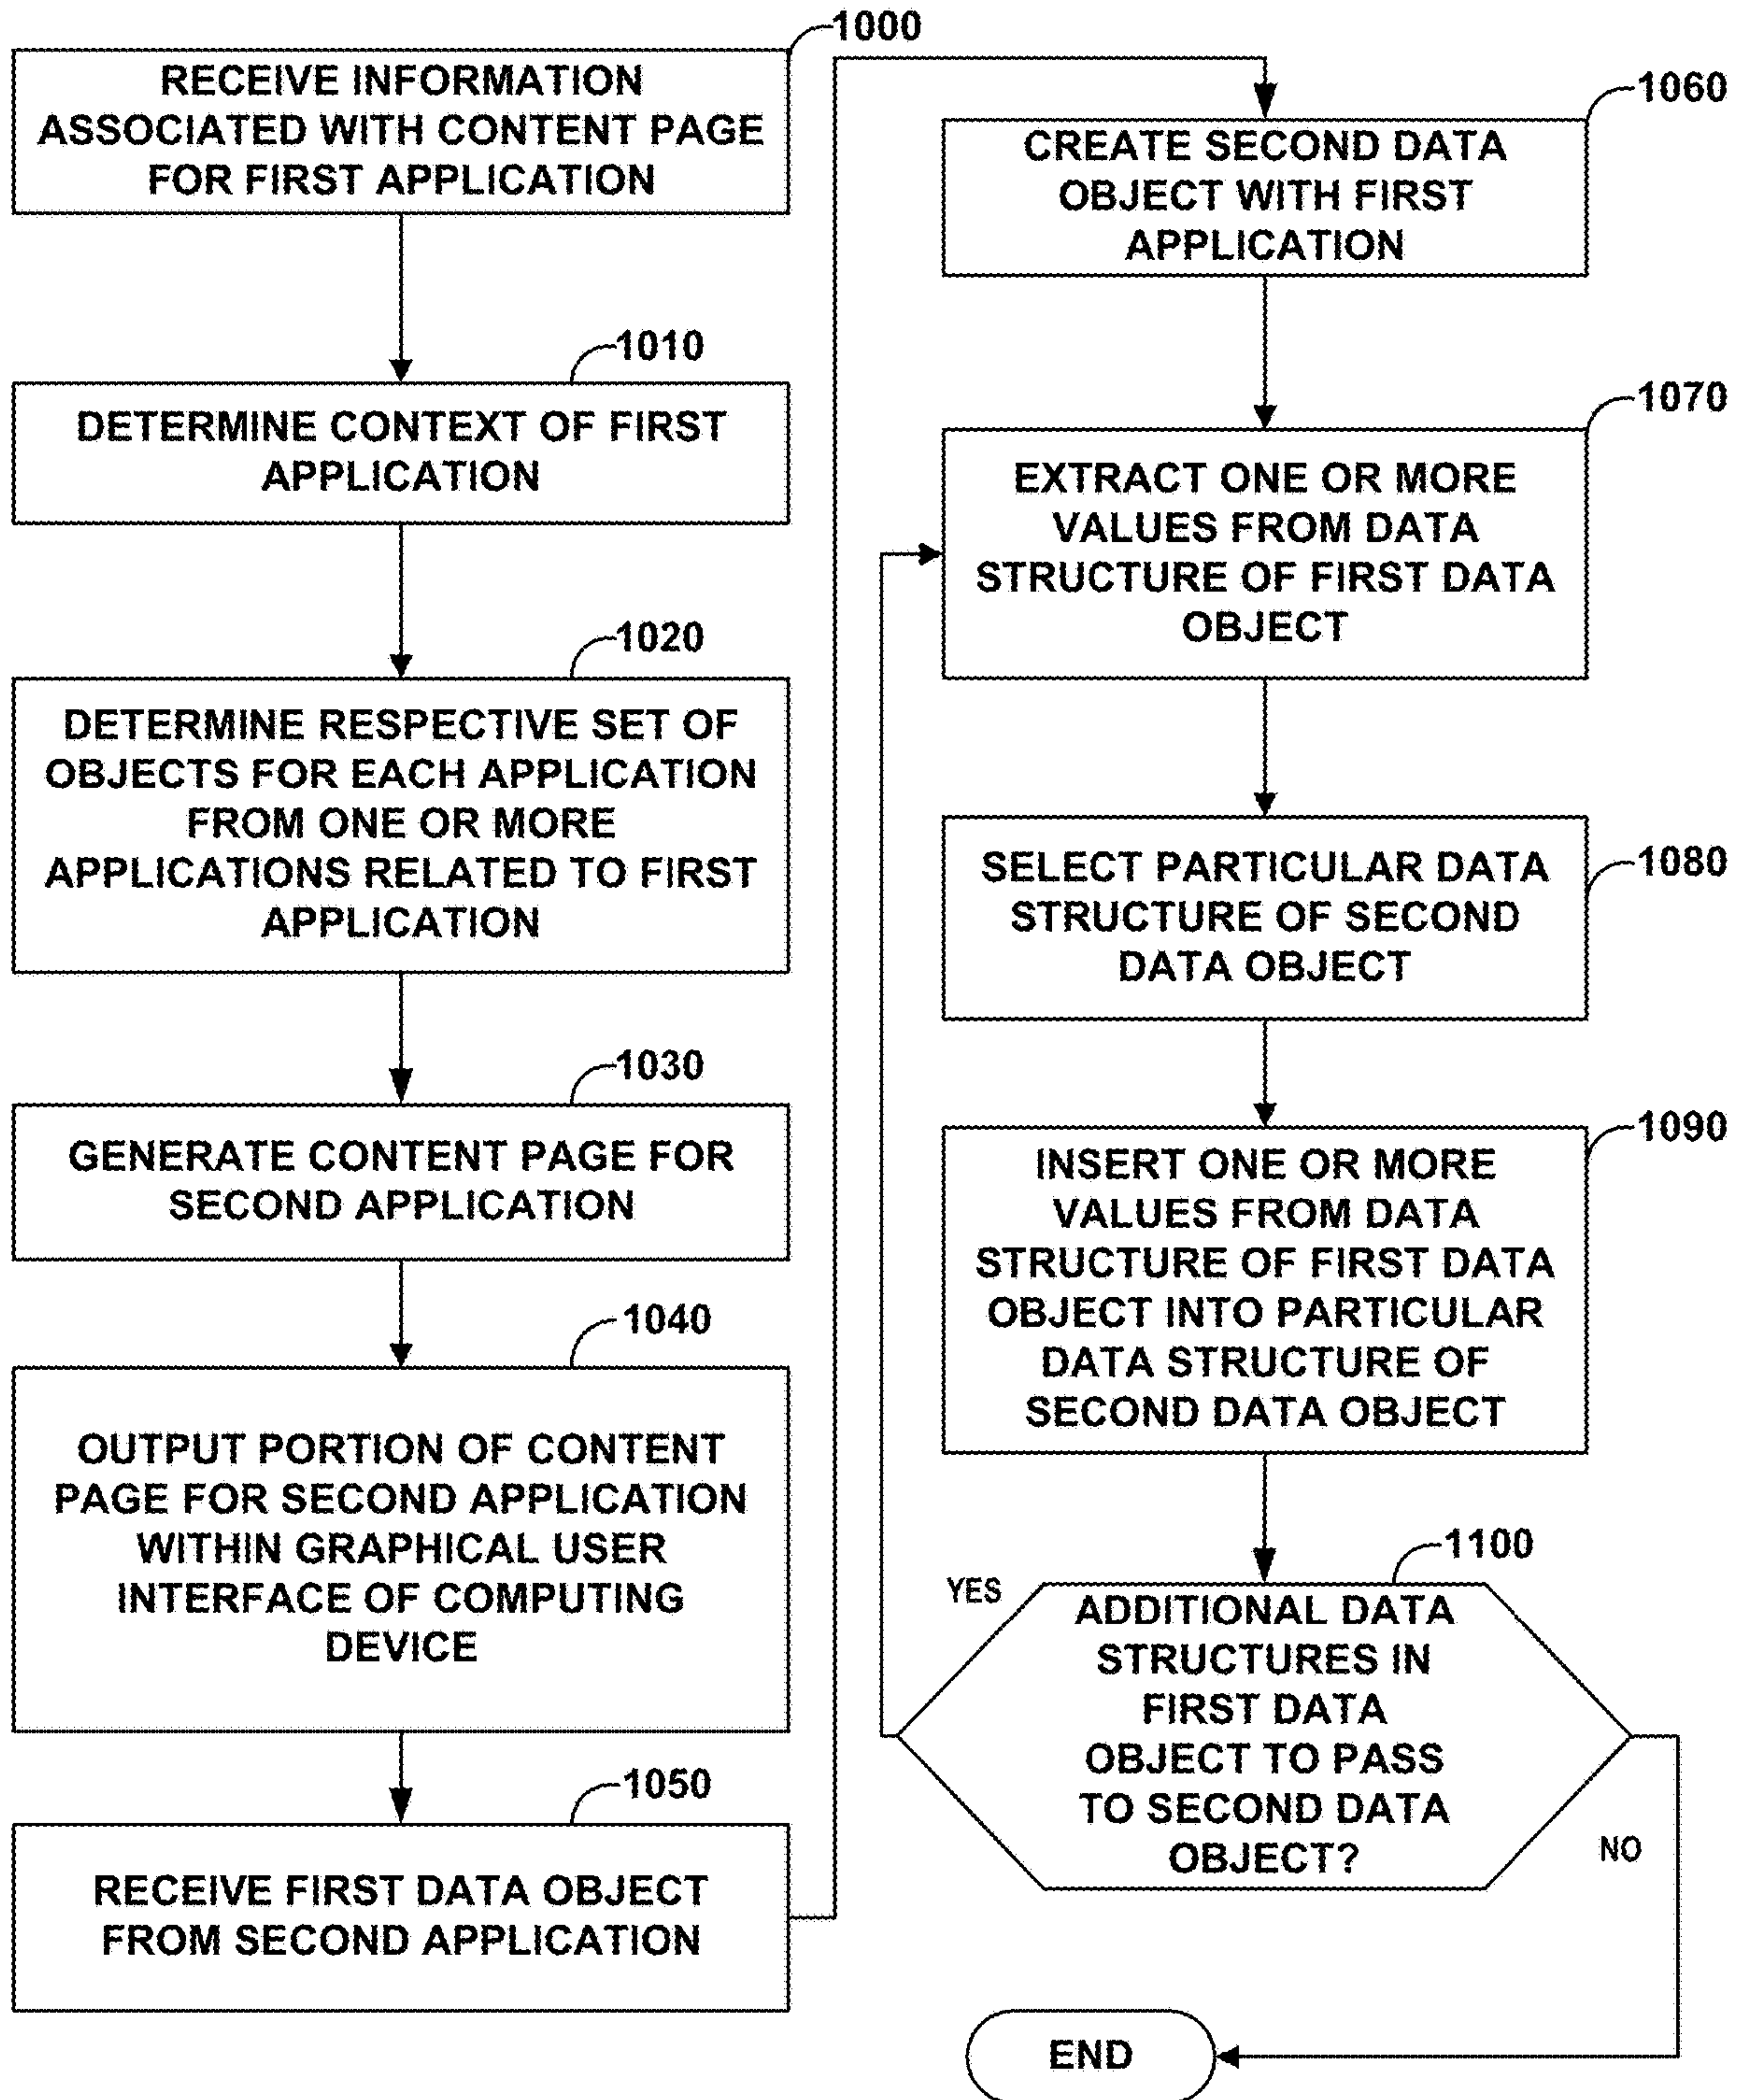 1000
RECEIVE INFORMATION
ASSOCIATED WITH CONTENT PAGE
FOR FIRST APPLICATION
1010
DETERMINE CONTEXT OF FIRST
APPLICATION
1020
DETERMINE RESPECTIVE SET OF
OBJECTS FOR EACH APPLICATION
FROM ONE OR MORE
APPLICATIONS RELATED TO FIRST
APPLICATION
1030
GENERATE CONTENT PAGE FOR
SECOND APPLICATION
1040
OUTPUT PORTION OF CONTENT
PAGE FOR SECOND APPLICATION
WITHIN GRAPHICAL USER
INTERFACE OF COMPUTING
DEVICE
1050
RECEIVE FIRST DATA OBJECT
FROM SECOND APPLICATION
1060
CREATE SECOND DATA
OBJECT WITH FIRST
APPLICATION
1070
EXTRACT ONE OR MORE
VALUES FROM DATA
STRUCTURE OF FIRST DATA
OBJECT
1080
SELECT PARTICULAR DATA
STRUCTURE OF SECOND
DATA OBJECT
1090
INSERT ONE OR MORE
VALUES FROM DATA
STRUCTURE OF FIRST DATA
OBJECT INTO PARTICULAR
DATA STRUCTURE OF
SECOND DATA OBJECT
1100
YES
ADDITIONAL DATA
STRUCTURES IN
FIRST DATA
OBJECT TO PASS
TO SECOND DATA
OBJECT?
NO
END